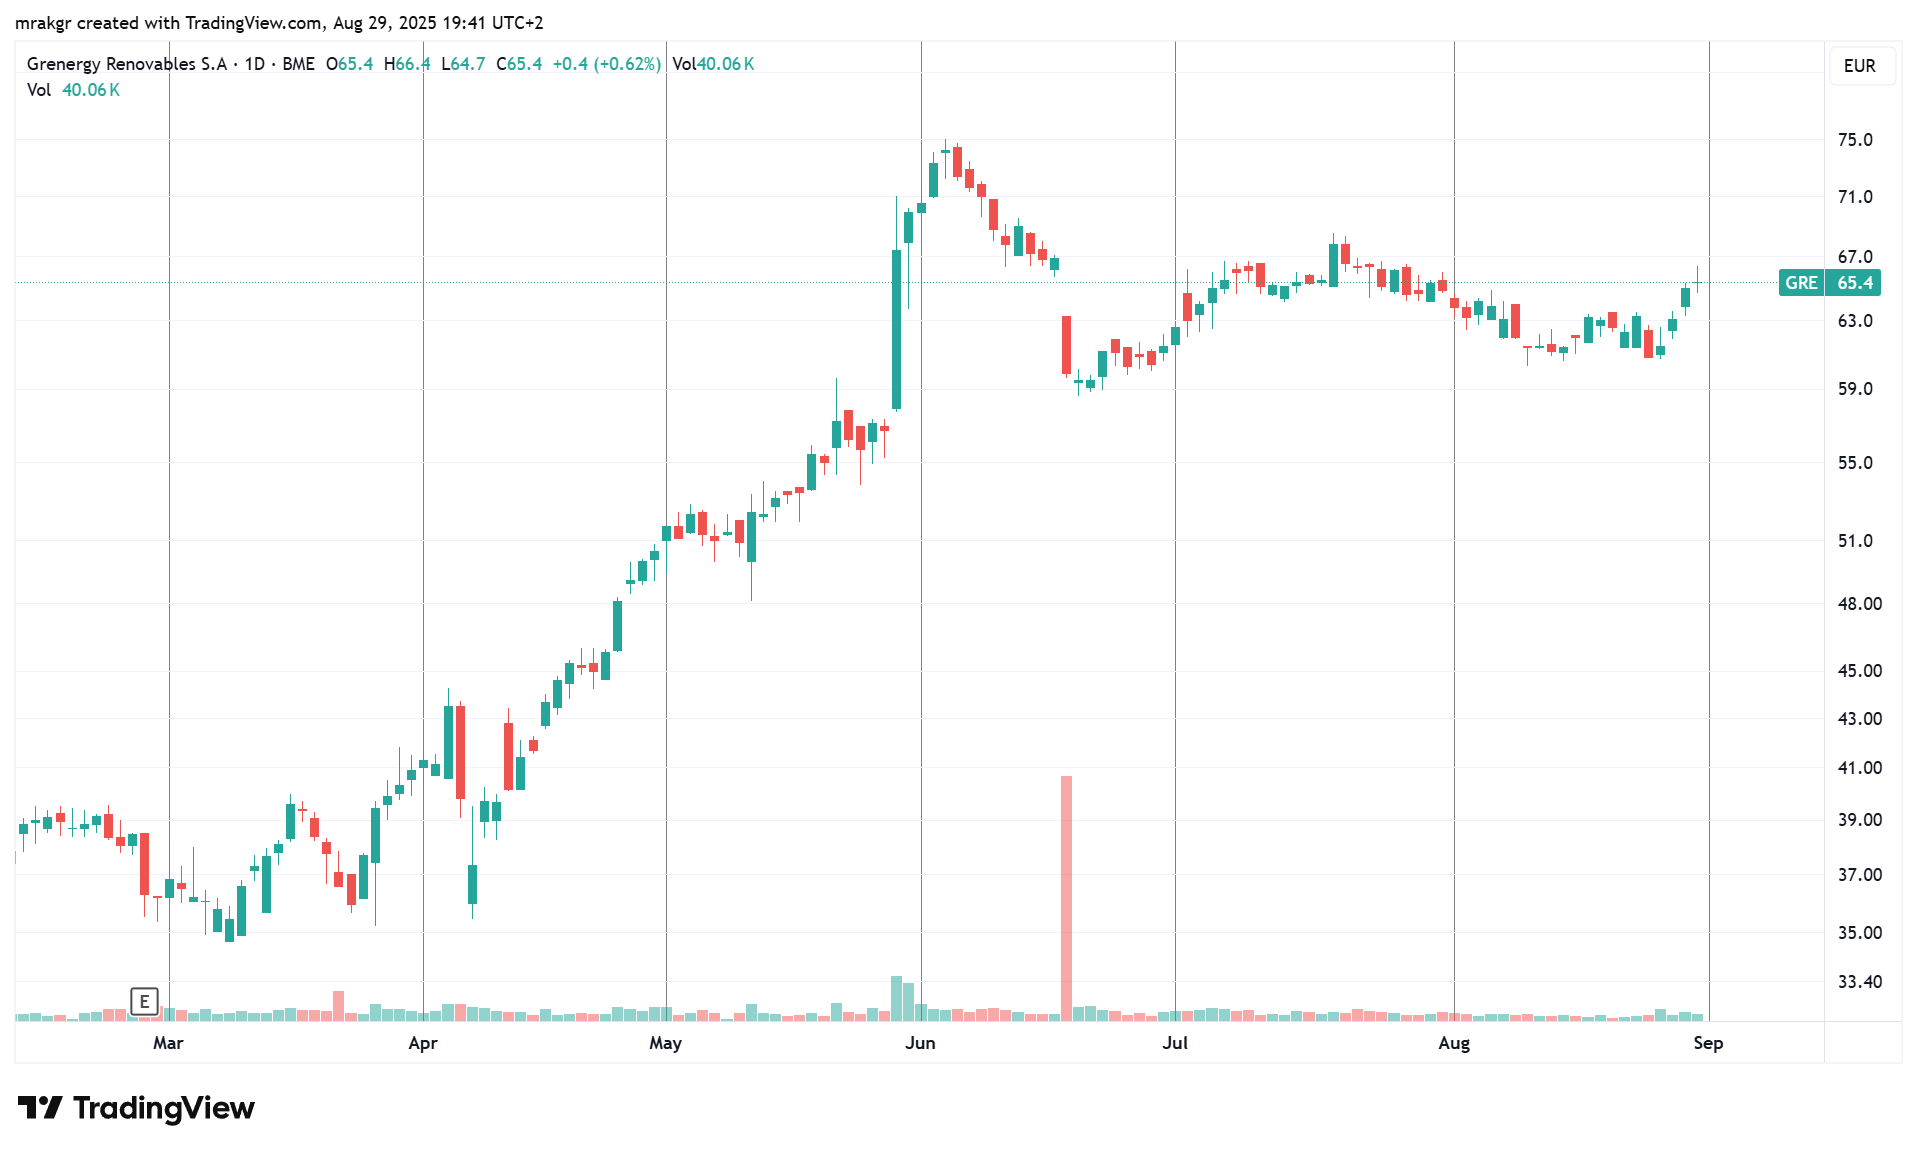 mrakgr created with TradingView.com, Aug 29, 2025 19:41 UTC+2
Grenergy Renovables S.A · 1D · BME O65.4 H66.4 L64.7 C65.4 +0.4 (+0.62%) Vol40.06K
Vol 40.06K
EUR
75.0
71.0
67.0
GRE 65.4
63.0
59.0
55.0
51.0
48.00
45.00
43.00
41.00
39.00
37.00
35.00
33.40
E
Mar Apr May Jun Jul Aug Sep
TradingView